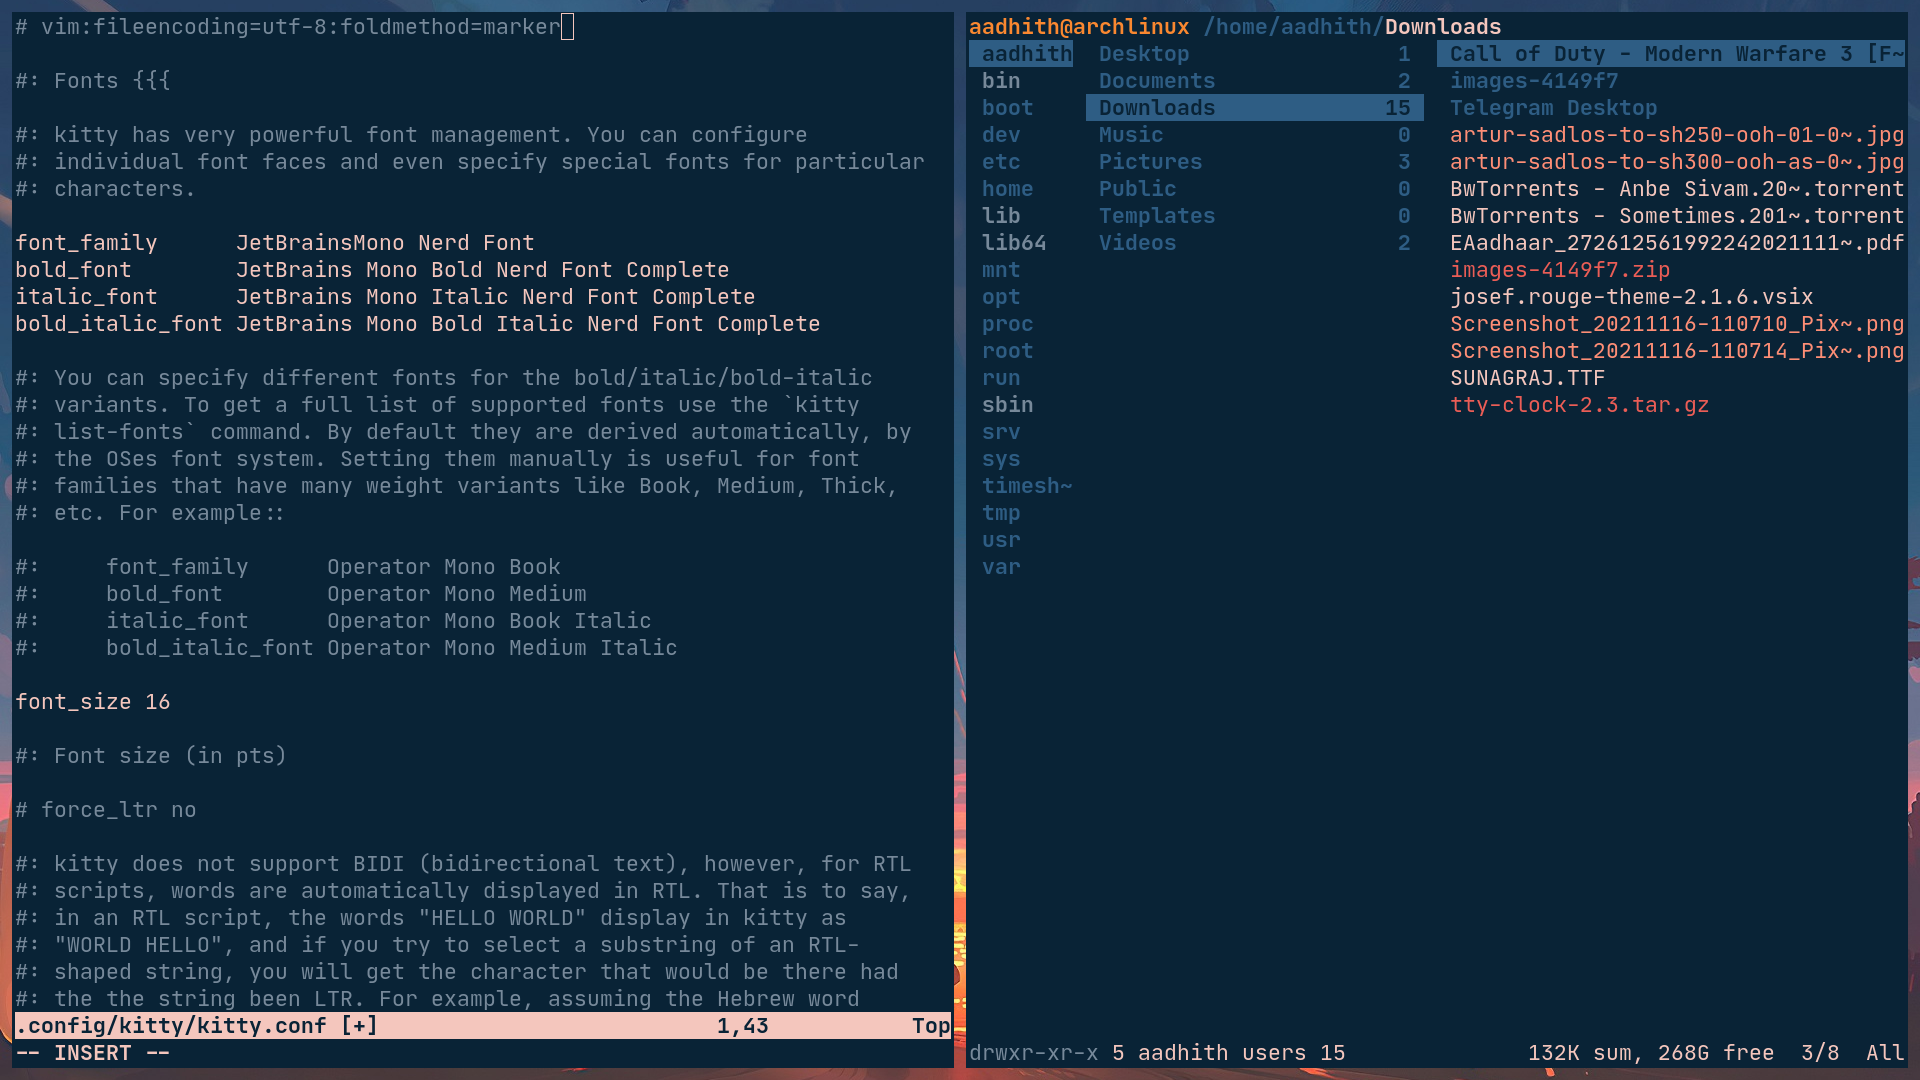 # vim:fileencoding=utf-8:foldmethod=marker
#: Fonts {{{
#: kitty has very powerful font management. You can configure
#: individual font faces and even specify special fonts for particular
#: characters.
font_family      JetBrainsMono Nerd Font
bold_font        JetBrains Mono Bold Nerd Font Complete
italic_font      JetBrains Mono Italic Nerd Font Complete
bold_italic_font JetBrains Mono Bold Italic Nerd Font Complete
#: You can specify different fonts for the bold/italic/bold-italic
#: variants. To get a full list of supported fonts use the `kitty
#: list-fonts` command. By default they are derived automatically, by
#: the OSes font system. Setting them manually is useful for font
#: families that have many weight variants like Book, Medium, Thick,
#: etc. For example::
#:     font_family      Operator Mono Book
#:     bold_font        Operator Mono Medium
#:     italic_font      Operator Mono Book Italic
#:     bold_italic_font Operator Mono Medium Italic
font_size 16
#: Font size (in pts)
# force_ltr no
#: kitty does not support BIDI (bidirectional text), however, for RTL
#: scripts, words are automatically displayed in RTL. That is to say,
#: in an RTL script, the words "HELLO WORLD" display in kitty as
#: "WORLD HELLO", and if you try to select a substring of an RTL-
#: shaped string, you will get the character that would be there had
#: the the string been LTR. For example, assuming the Hebrew word
.config/kitty/kitty.conf [+] 1,43 Top
-- INSERT --
aadhith@archlinux /home/aadhith/Downloads
aadhith
bin
boot
dev
etc
home
lib
lib64
mnt
opt
proc
root
run
sbin
srv
sys
timesh~
tmp
usr
var
Desktop 1
Documents 2
Downloads 15
Music 0
Pictures 3
Public 0
Templates 0
Videos 2
Call of Duty - Modern Warfare 3 [F~
images-4149f7
Telegram Desktop
artur-sadlos-to-sh250-ooh-01-0~.jpg
artur-sadlos-to-sh300-ooh-as-0~.jpg
BwTorrents - Anbe Sivam.20~.torrent
BwTorrents - Sometimes.201~.torrent
EAadhaar_272612561992242021111~.pdf
images-4149f7.zip
josef.rouge-theme-2.1.6.vsix
Screenshot_20211116-110710_Pix~.png
Screenshot_20211116-110714_Pix~.png
SUNAGRAJ.TTF
tty-clock-2.3.tar.gz
drwxr-xr-x 5 aadhith users 15 132K sum, 268G free 3/8 All